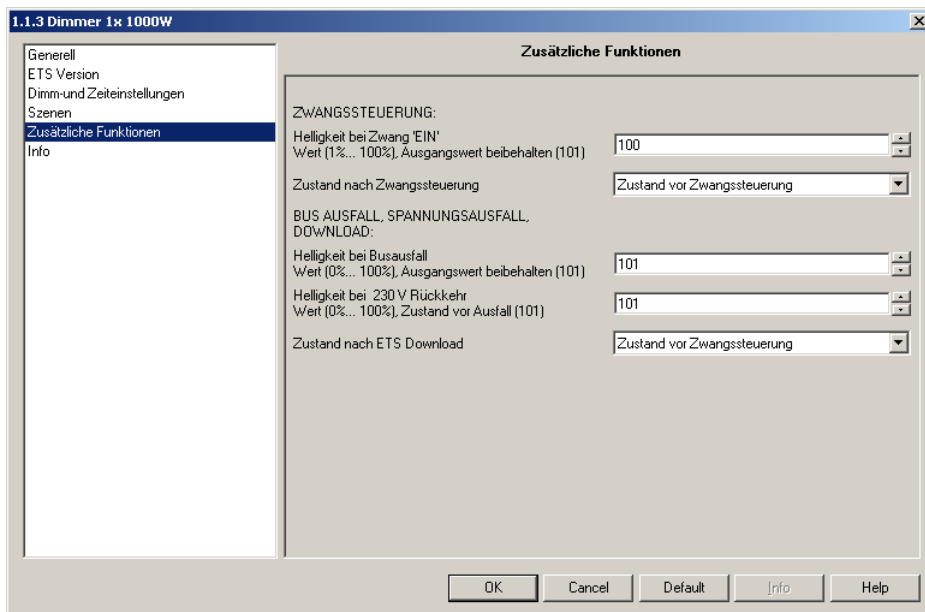 1.1.3 Dimmer 1x 1000W
Generell
ETS Version
Dimm-und Zeiteinstellungen
Szenen
Zusätzliche Funktionen
Info
Zusätzliche Funktionen
ZWANGSSTEUERUNG:
Helligkeit bei Zwang 'EIN'
Wert (1%... 100%), Ausgangswert beibehalten (101)
100
Zustand nach Zwangssteuerung
Zustand vor Zwangssteuerung
BUS AUSFALL, SPANNUNGSAUSFALL,
DOWNLOAD:
Helligkeit bei Busausfall
Wert (0%... 100%), Ausgangswert beibehalten (101)
101
Helligkeit bei 230 V Rückkehr
Wert (0%... 100%), Zustand vor Ausfall (101)
101
Zustand nach ETS Download
Zustand vor Zwangssteuerung
OK
Cancel
Default
Info
Help